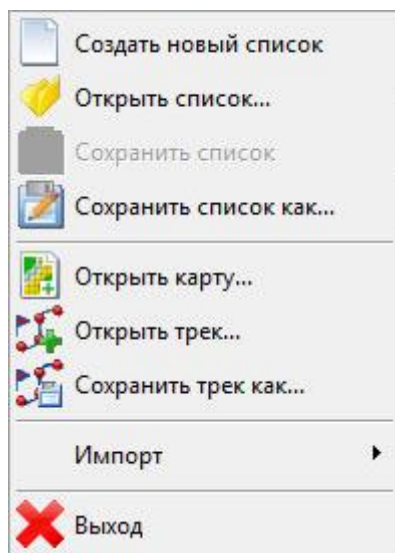 Создать новый список
Открыть список...
Сохранить список
Сохранить список как...
Открыть карту...
Открыть трек...
Сохранить трек как...
Импорт
Выход